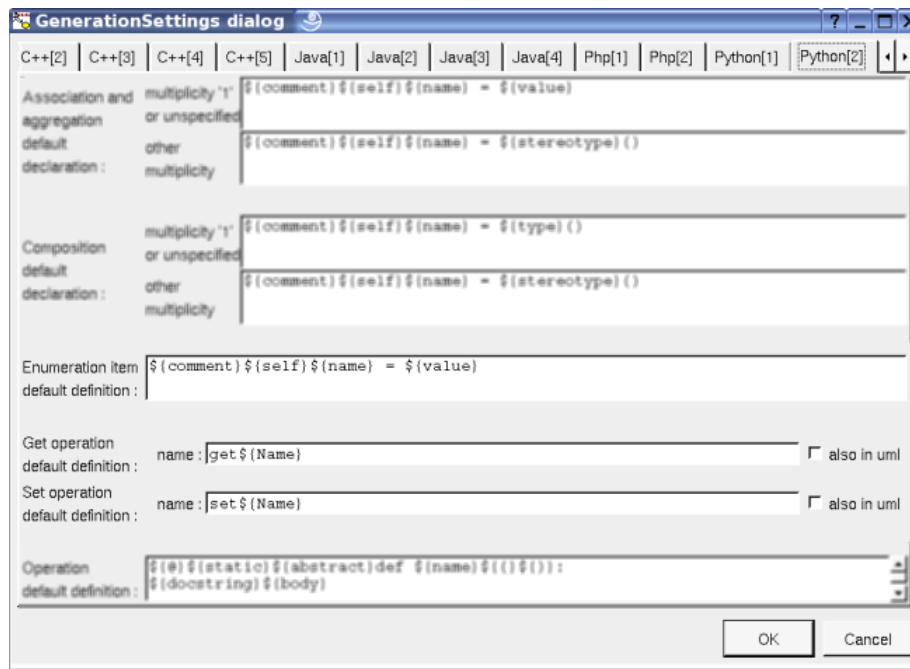 GenerationSettings dialog
C++[2] C++[3] C++[4] C++[5] Java[1] Java[2] Java[3] Java[4] Php[1] Php[2] Python[1] Python[2]
Association and
aggregation
default
declaration :
multiplicity '1'
or unspecified
${comment}${self}${name} = ${value}
other
multiplicity
${comment}${self}${name} = ${stereotype}()
Composition
default
declaration :
multiplicity '1'
or unspecified
${comment}${self}${name} = ${type}()
other
multiplicity
${comment}${self}${name} = ${stereotype}()
Enumeration item
default definition :
${comment}${self}${name} = ${value}
Get operation
default definition :
name : get${Name}
also in uml
Set operation
default definition :
name : set${Name}
also in uml
Operation
default definition :
${@}${static}${abstract}def ${name}${(}${)}:
${docstring}${body}
OK Cancel